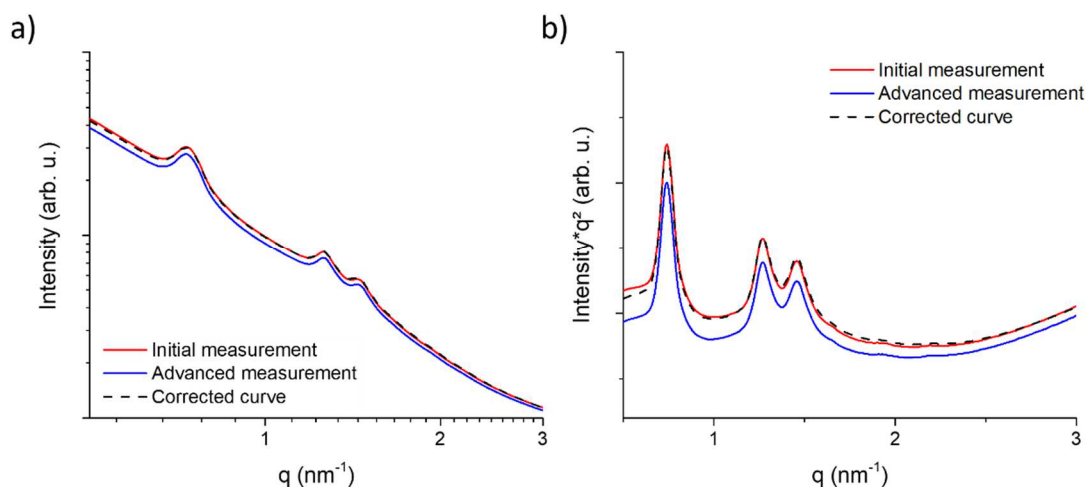 a)
Intensity (arb. u.)
Initial measurement
Advanced measurement
Corrected curve
1
2
3
q (nm⁻¹)
b)
Intensity*q² (arb. u.)
Initial measurement
Advanced measurement
Corrected curve
1
2
3
q (nm⁻¹)